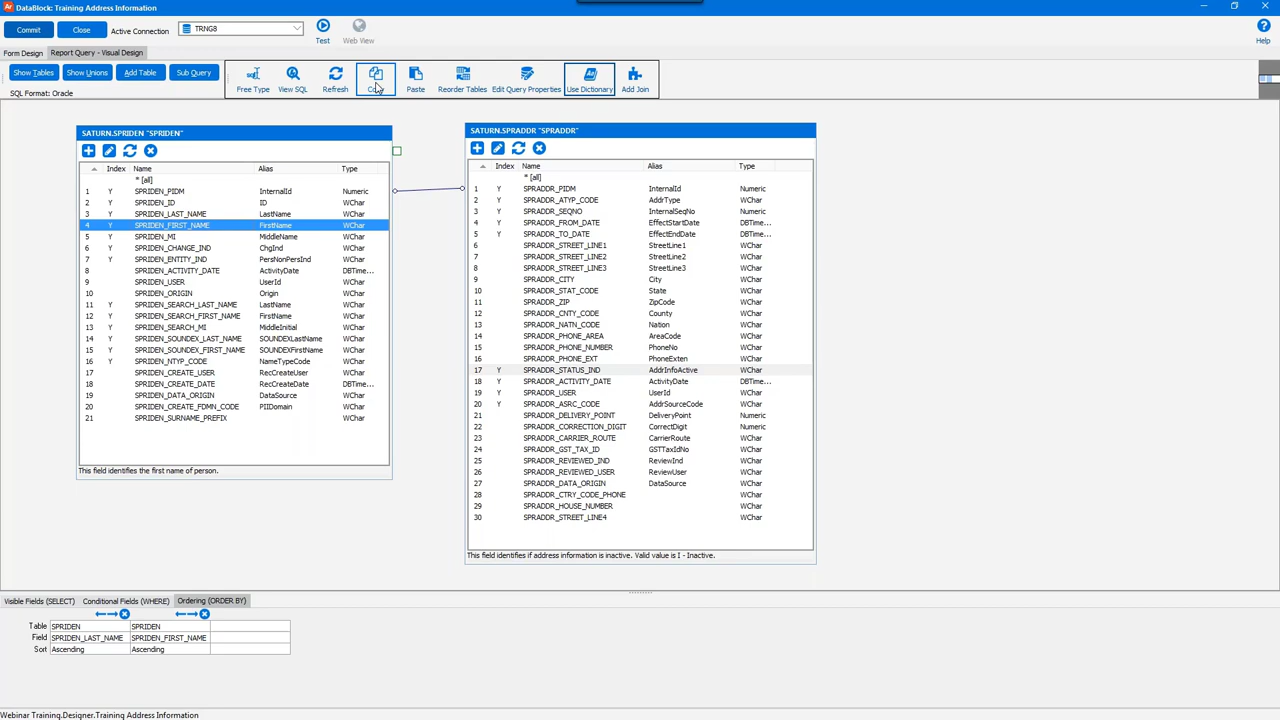 DataBlock: Training Address Information
Commit Close Active Connection TRNG8 Test Web View Help
Form Design Report Query - Visual Design
Show Tables Show Unions Add Table Sub Query Free Type View SQL Refresh Copy Paste Reorder Tables Edit Query Properties Use Dictionary Add Join
SQL Format: Oracle
SATURN.SPRIDEN "SPRIDEN"
Index Name Alias Type
* [all]
1 Y SPRIDEN_PIDM InternalId Numeric
2 Y SPRIDEN_ID ID WChar
3 Y SPRIDEN_LAST_NAME LastName WChar
4 Y SPRIDEN_FIRST_NAME FirstName WChar
5 Y SPRIDEN_MI MiddleName WChar
6 Y SPRIDEN_CHANGE_IND ChgInd WChar
7 Y SPRIDEN_ENTITY_IND PersNonPersInd WChar
8 SPRIDEN_ACTIVITY_DATE ActivityDate DBTime...
9 SPRIDEN_USER UserId WChar
10 SPRIDEN_ORIGIN Origin WChar
11 Y SPRIDEN_SEARCH_LAST_NAME LastName WChar
12 Y SPRIDEN_SEARCH_FIRST_NAME FirstName WChar
13 Y SPRIDEN_SEARCH_MI MiddleInitial WChar
14 Y SPRIDEN_SOUNDEX_LAST_NAME SOUNDEXLastName WChar
15 Y SPRIDEN_SOUNDEX_FIRST_NAME SOUNDEXFirstName WChar
16 Y SPRIDEN_NTYP_CODE NameTypeCode WChar
17 SPRIDEN_CREATE_USER RecCreateUser WChar
18 SPRIDEN_CREATE_DATE RecCreateDate DBTime...
19 SPRIDEN_DATA_ORIGIN DataSource WChar
20 SPRIDEN_CREATE_FDMN_CODE PIIDomain WChar
21 SPRIDEN_SURNAME_PREFIX WChar
This field identifies the first name of person.
SATURN.SPRADDR "SPRADDR"
Index Name Alias Type
* [all]
1 Y SPRADDR_PIDM InternalId Numeric
2 Y SPRADDR_ATYP_CODE AddrType WChar
3 Y SPRADDR_SEQNO InternalSeqNo Numeric
4 Y SPRADDR_FROM_DATE EffectStartDate DBTime...
5 Y SPRADDR_TO_DATE EffectEndDate DBTime...
6 SPRADDR_STREET_LINE1 StreetLine1 WChar
7 SPRADDR_STREET_LINE2 StreetLine2 WChar
8 SPRADDR_STREET_LINE3 StreetLine3 WChar
9 SPRADDR_CITY City WChar
10 SPRADDR_STAT_CODE State WChar
11 SPRADDR_ZIP ZipCode WChar
12 SPRADDR_CNTY_CODE County WChar
13 SPRADDR_NATN_CODE Nation WChar
14 SPRADDR_PHONE_AREA AreaCode WChar
15 SPRADDR_PHONE_NUMBER PhoneNo WChar
16 SPRADDR_PHONE_EXT PhoneExten WChar
17 Y SPRADDR_STATUS_IND AddrInfoActive WChar
18 Y SPRADDR_ACTIVITY_DATE ActivityDate DBTime...
19 Y SPRADDR_USER UserId WChar
20 Y SPRADDR_ASRC_CODE AddrSourceCode WChar
21 SPRADDR_DELIVERY_POINT DeliveryPoint Numeric
22 SPRADDR_CORRECTION_DIGIT CorrectDigit Numeric
23 SPRADDR_CARRIER_ROUTE CarrierRoute WChar
24 SPRADDR_GST_TAX_ID GSTTaxIdNo WChar
25 SPRADDR_REVIEWED_IND ReviewInd WChar
26 SPRADDR_REVIEWED_USER ReviewUser WChar
27 SPRADDR_DATA_ORIGIN DataSource WChar
28 SPRADDR_CTRY_CODE_PHONE WChar
29 SPRADDR_HOUSE_NUMBER WChar
30 SPRADDR_STREET_LINE4 WChar
This field identifies if address information is inactive. Valid value is I - Inactive.
Visible Fields (SELECT) Conditional Fields (WHERE) Ordering (ORDER BY)
Table SPRIDEN SPRIDEN
Field SPRIDEN_LAST_NAME SPRIDEN_FIRST_NAME
Sort Ascending Ascending
Webinar Training.Designer.Training Address Information